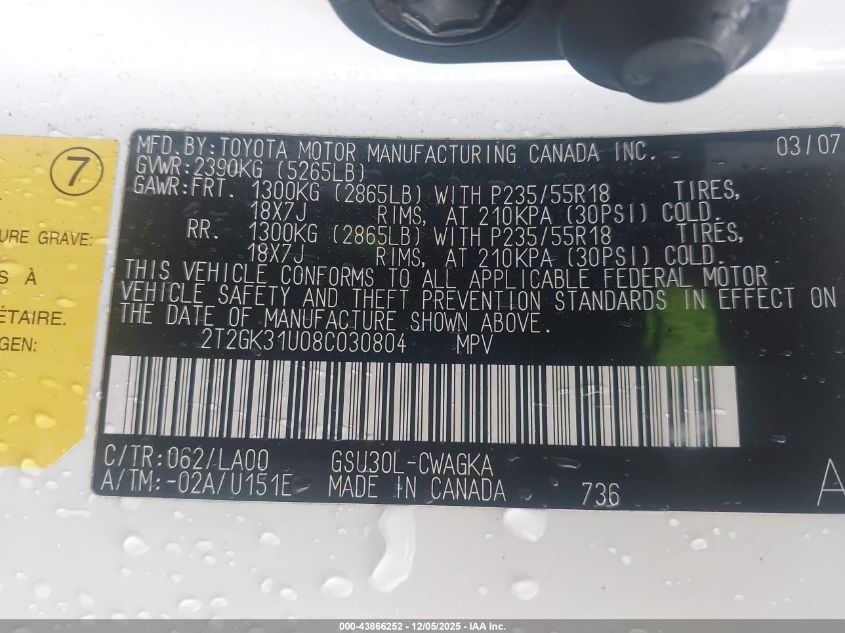 7
URE GRAVE:
S À
ÉTAIRE.
GEN:
MFD.BY:TOYOTA MOTOR MANUFACTURING CANADA INC. 03/07
GVWR:2390KG (5265LB)
GAWR:FRT. 1300KG (2865LB) WITH P235/55R18 TIRES,
18X7J RIMS, AT 210KPA (30PSI) COLD.
RR. 1300KG (2865LB) WITH P235/55R18 TIRES,
18X7J RIMS, AT 210KPA (30PSI) COLD.
THIS VEHICLE CONFORMS TO ALL APPLICABLE FEDERAL MOTOR
VEHICLE SAFETY AND THEFT PREVENTION STANDARDS IN EFFECT ON
THE DATE OF MANUFACTURE SHOWN ABOVE.
2T2GK31U08C030804 MPV
C/TR:062/LA00 GSU30L-CWAGKA
A/TM:-02A/U151E MADE IN CANADA 736 A
000-43866252 - 12/05/2025 - IAA Inc.